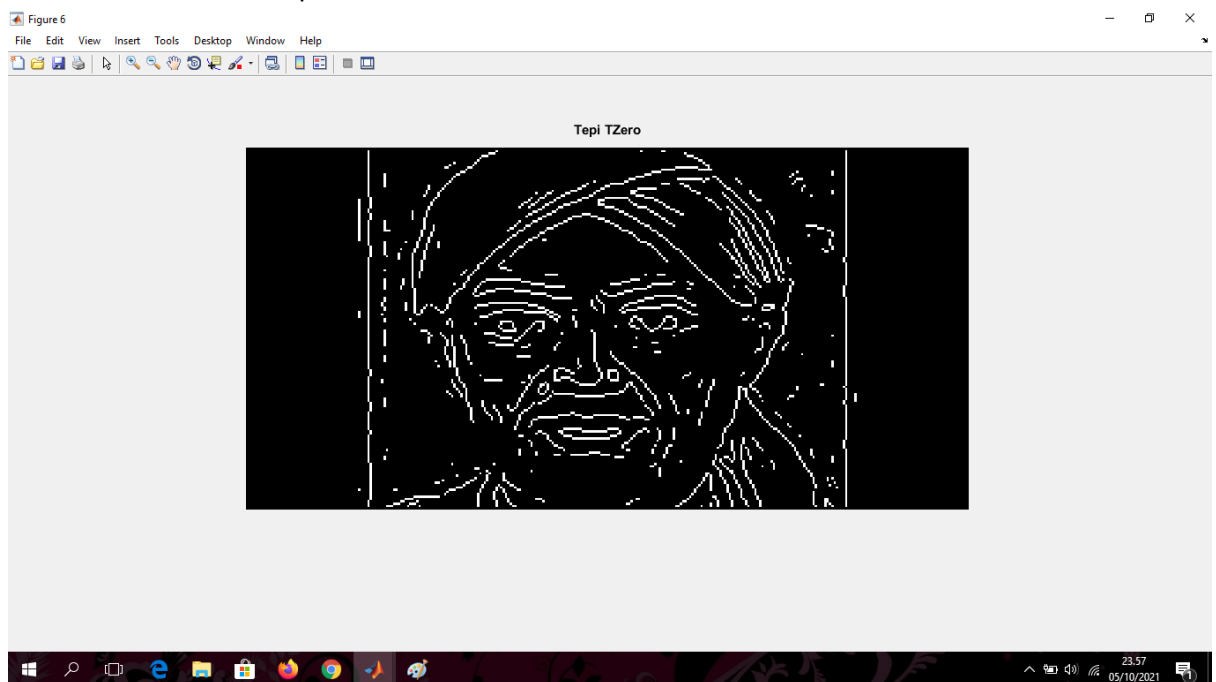 Figure 6
File Edit View Insert Tools Desktop Window Help
Tepi TZero
23.57
05/10/2021